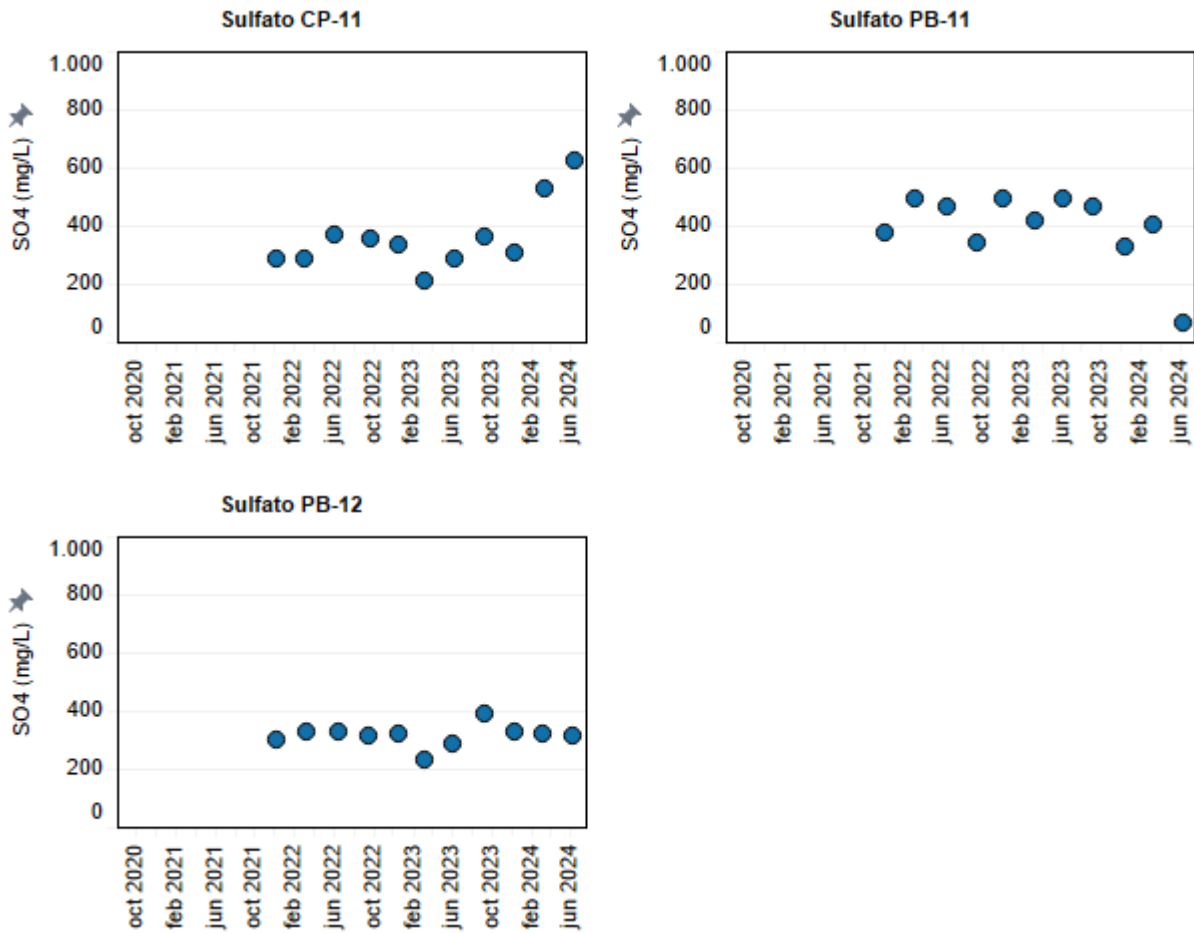 Sulfato CP-11
1.000
800
600
400
200
0
SO4 (mg/L)
oct 2020
feb 2021
jun 2021
oct 2021
feb 2022
jun 2022
oct 2022
feb 2023
jun 2023
oct 2023
feb 2024
jun 2024
Sulfato PB-11
1.000
800
600
400
200
0
SO4 (mg/L)
oct 2020
feb 2021
jun 2021
oct 2021
feb 2022
jun 2022
oct 2022
feb 2023
jun 2023
oct 2023
feb 2024
jun 2024
Sulfato PB-12
1.000
800
600
400
200
0
SO4 (mg/L)
oct 2020
feb 2021
jun 2021
oct 2021
feb 2022
jun 2022
oct 2022
feb 2023
jun 2023
oct 2023
feb 2024
jun 2024